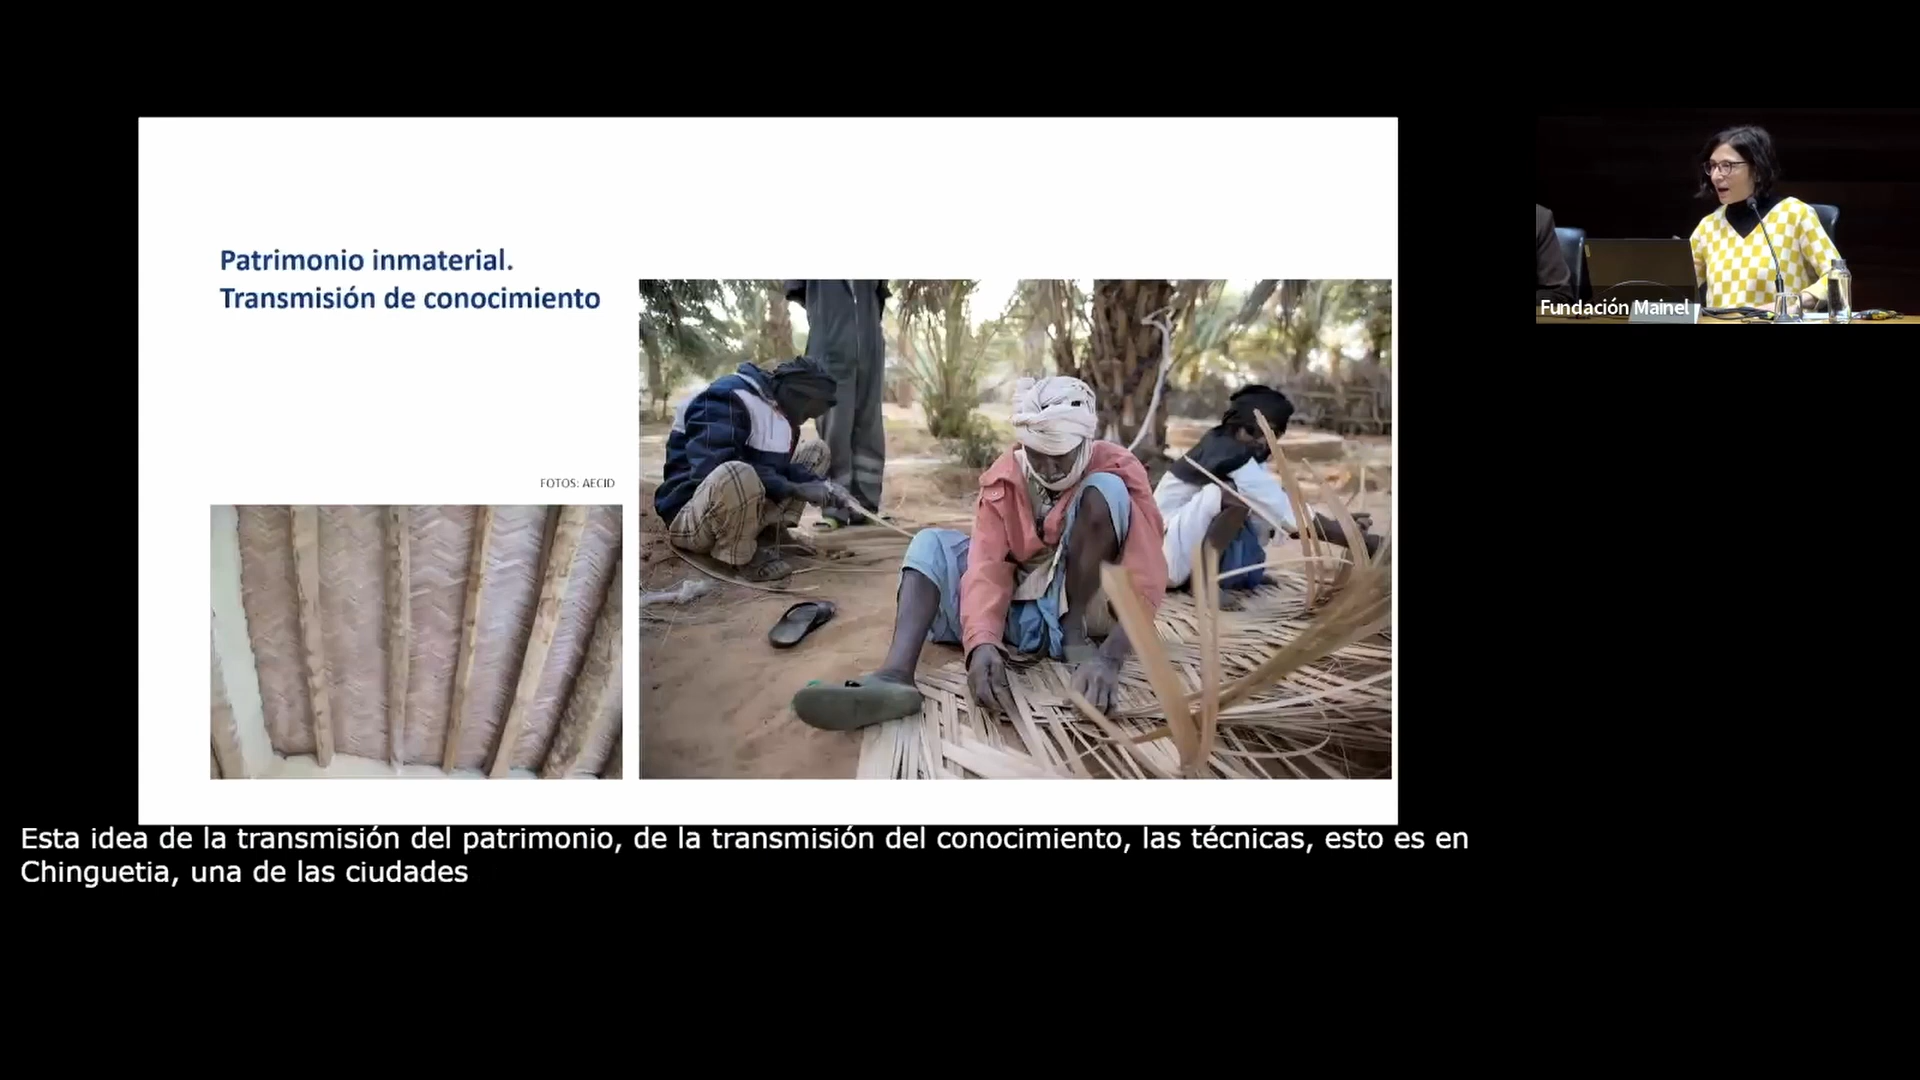 Patrimonio inmaterial.
Transmisión de conocimiento
FOTOS: AECID
Fundación Mainel
Esta idea de la transmisión del patrimonio, de la transmisión del conocimiento, las técnicas, esto es en
Chinguetia, una de las ciudades